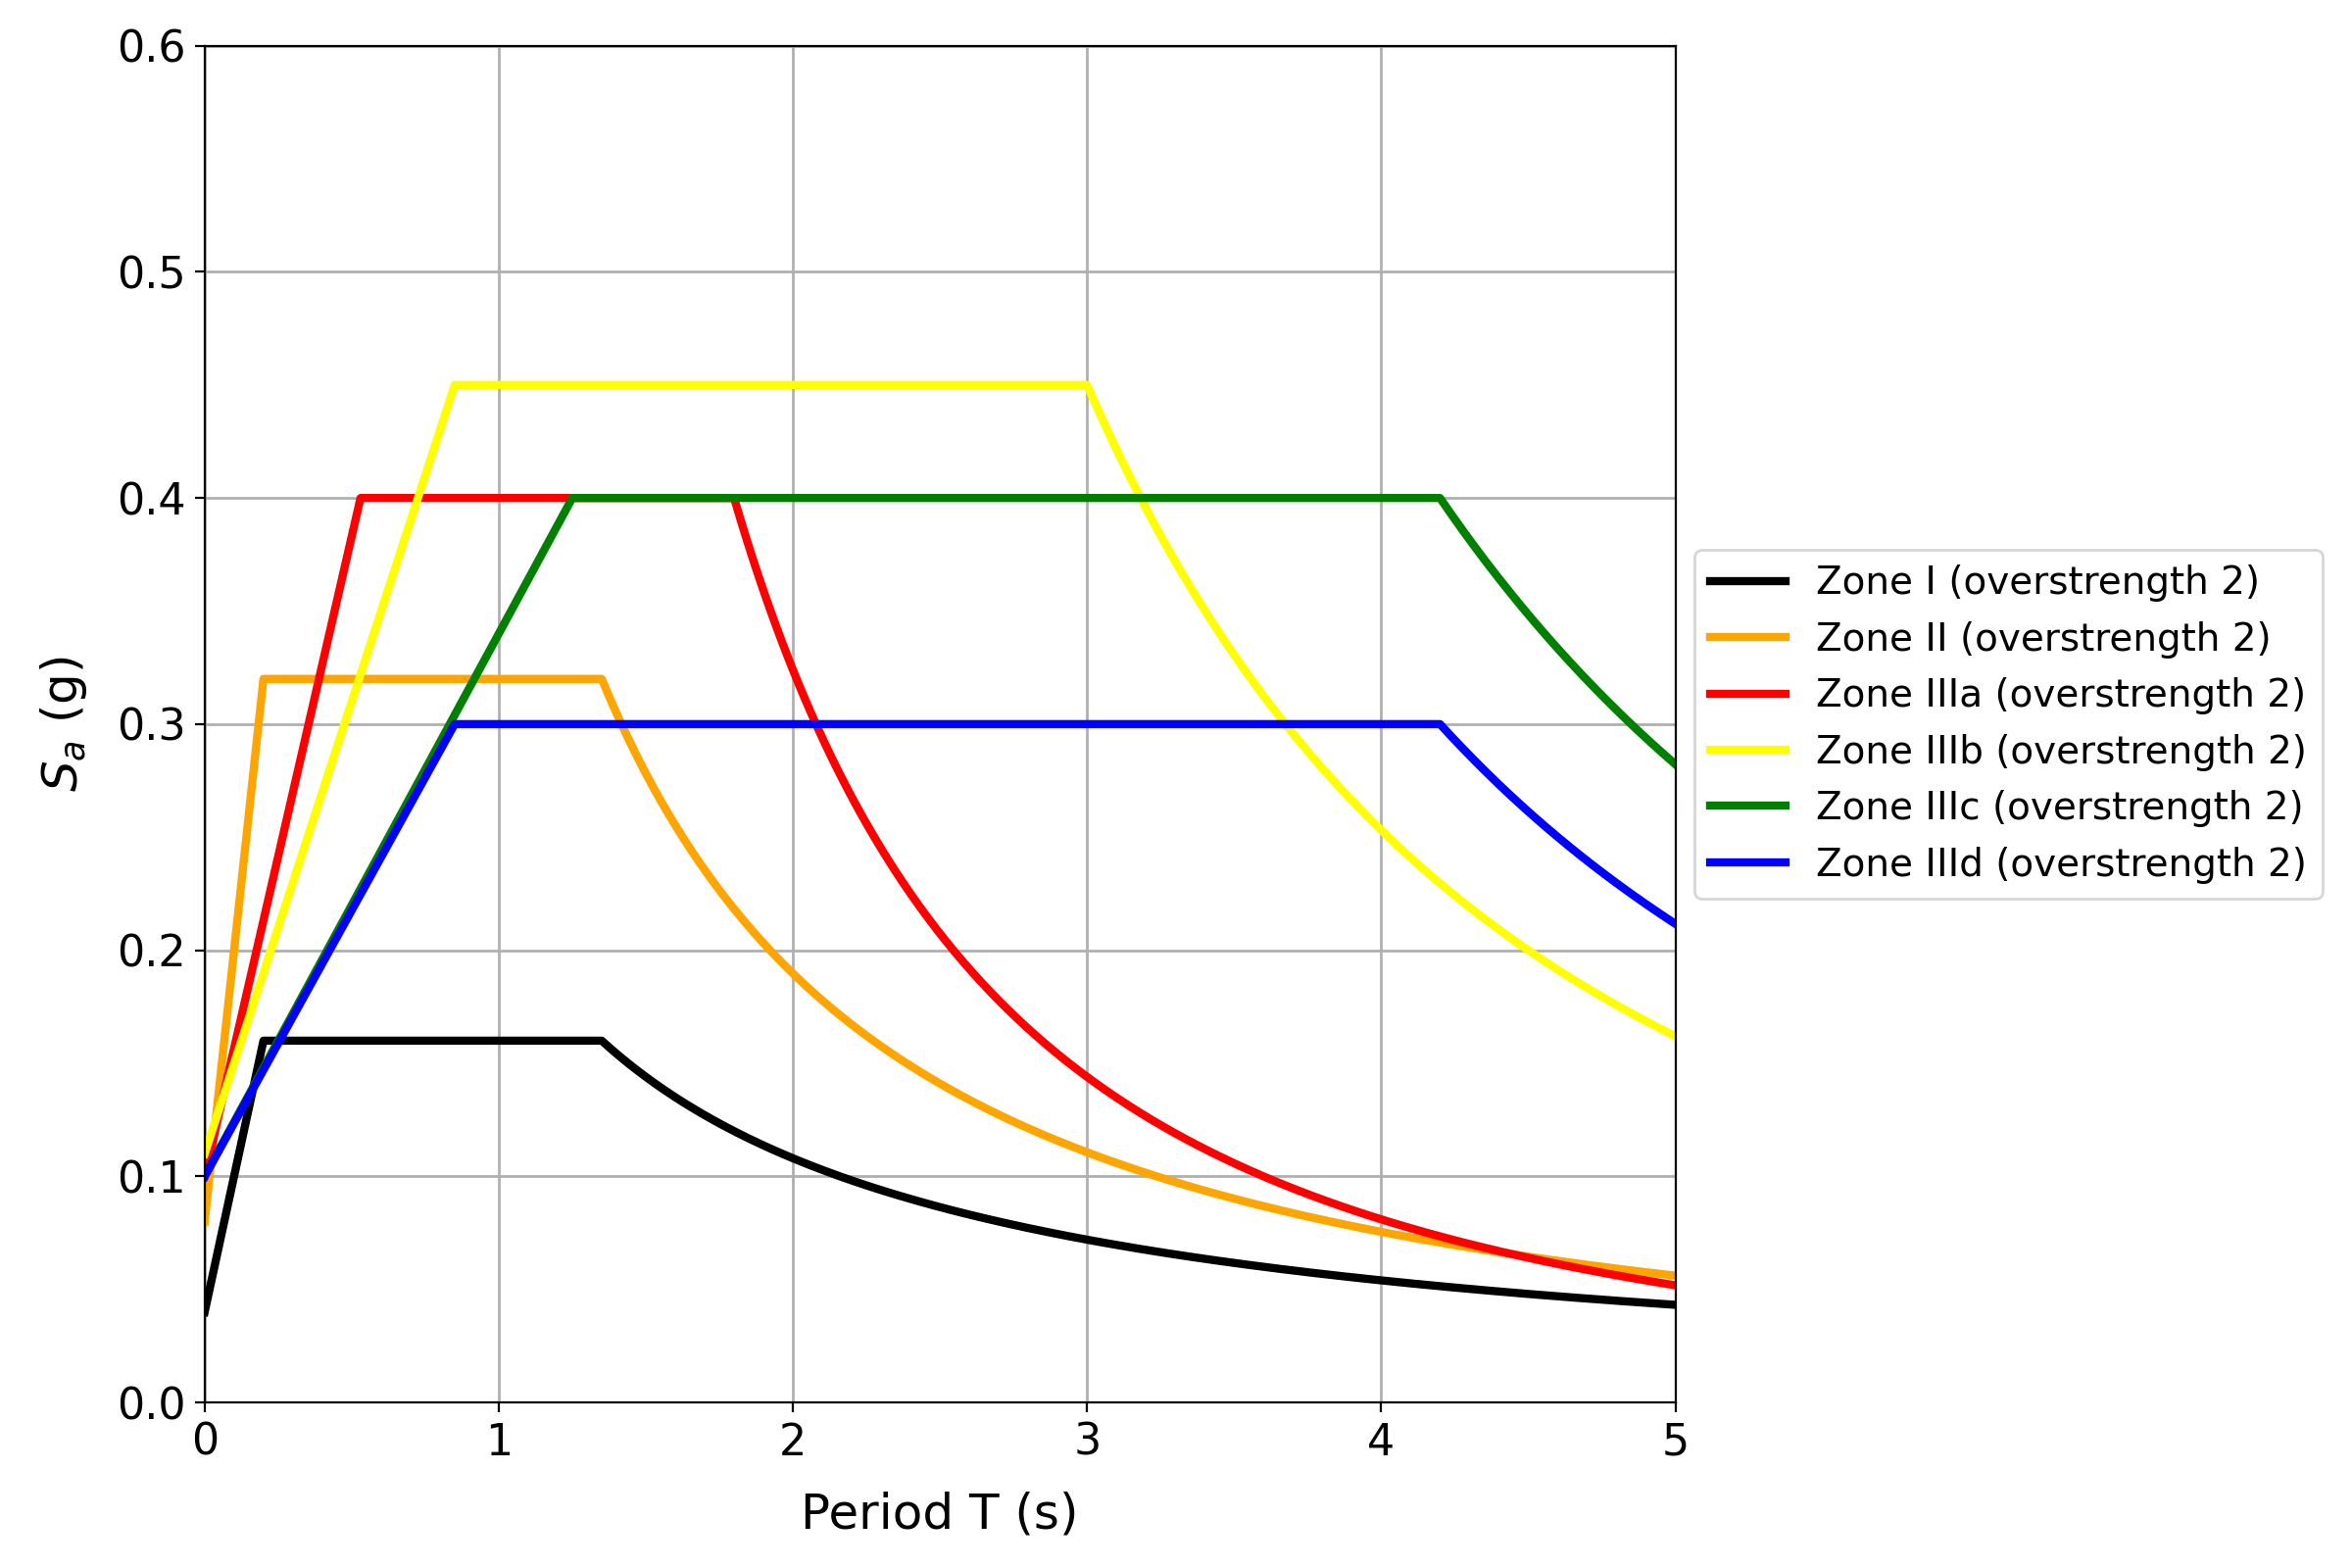 0.6
0.5
0.4
0.3
0.2
0.1
0.0
0 1 2 3 4 5
Sa (g)
Period T (s)
Zone I (overstrength 2)
Zone II (overstrength 2)
Zone IIIa (overstrength 2)
Zone IIIb (overstrength 2)
Zone IIIc (overstrength 2)
Zone IIId (overstrength 2)